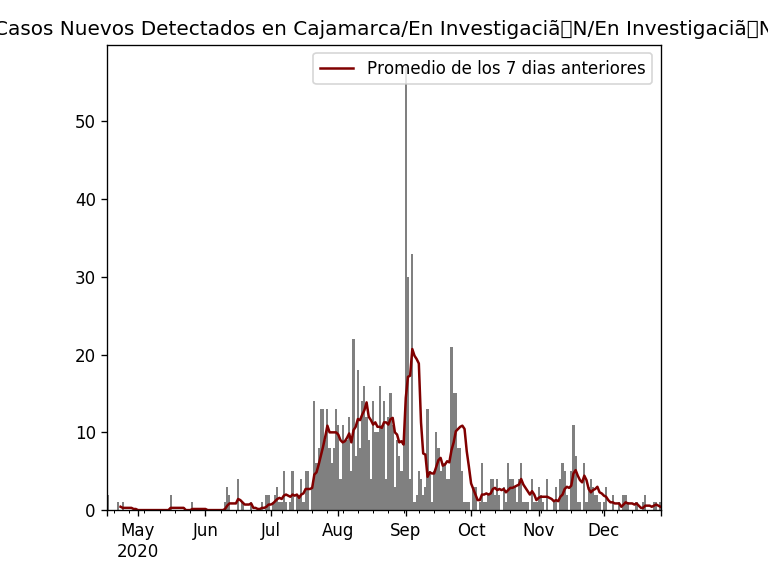 Casos Nuevos Detectados en Cajamarca/En Investigaciã▯N/En Investigaciã▯N
Promedio de los 7 dias anteriores
50
40
30
20
10
0
May Jun Jul Aug Sep Oct Nov Dec
2020